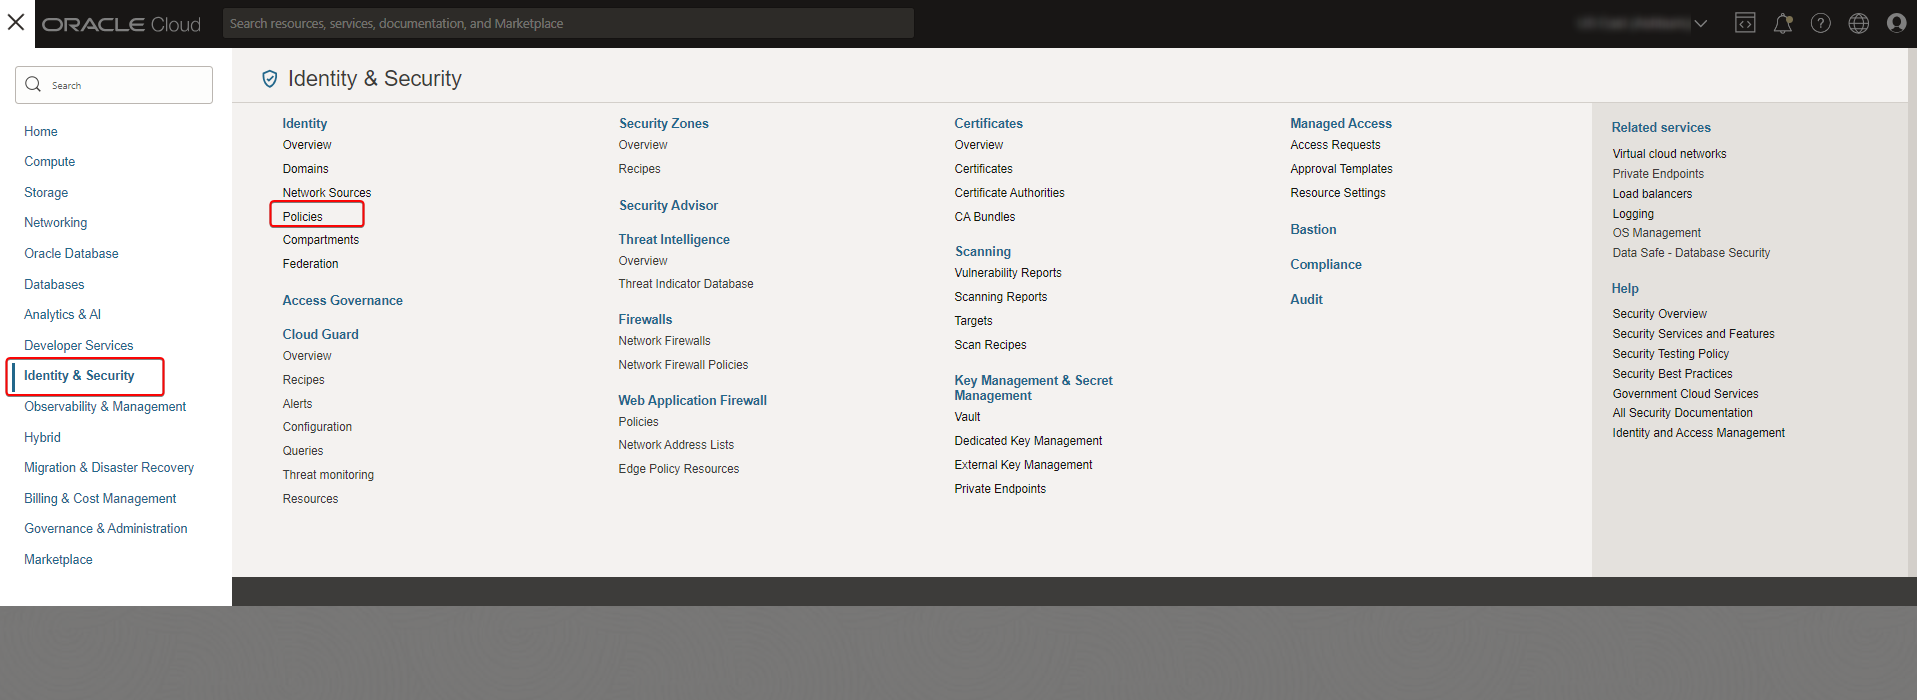 ORACLE Cloud
Search resources, services, documentation, and Marketplace
Search
Home
Compute
Storage
Networking
Oracle Database
Databases
Analytics & AI
Developer Services
Identity & Security
Observability & Management
Hybrid
Migration & Disaster Recovery
Billing & Cost Management
Governance & Administration
Marketplace
Identity & Security
Identity
Overview
Domains
Network Sources
Policies
Compartments
Federation
Access Governance
Cloud Guard
Overview
Recipes
Alerts
Configuration
Queries
Threat monitoring
Resources
Security Zones
Overview
Recipes
Security Advisor
Threat Intelligence
Overview
Threat Indicator Database
Firewalls
Network Firewalls
Network Firewall Policies
Web Application Firewall
Policies
Network Address Lists
Edge Policy Resources
Certificates
Overview
Certificates
Certificate Authorities
CA Bundles
Scanning
Vulnerability Reports
Scanning Reports
Targets
Scan Recipes
Key Management & Secret
Management
Vault
Dedicated Key Management
External Key Management
Private Endpoints
Managed Access
Access Requests
Approval Templates
Resource Settings
Bastion
Compliance
Audit
Related services
Virtual cloud networks
Private Endpoints
Load balancers
Logging
OS Management
Data Safe - Database Security
Help
Security Overview
Security Services and Features
Security Testing Policy
Security Best Practices
Government Cloud Services
All Security Documentation
Identity and Access Management